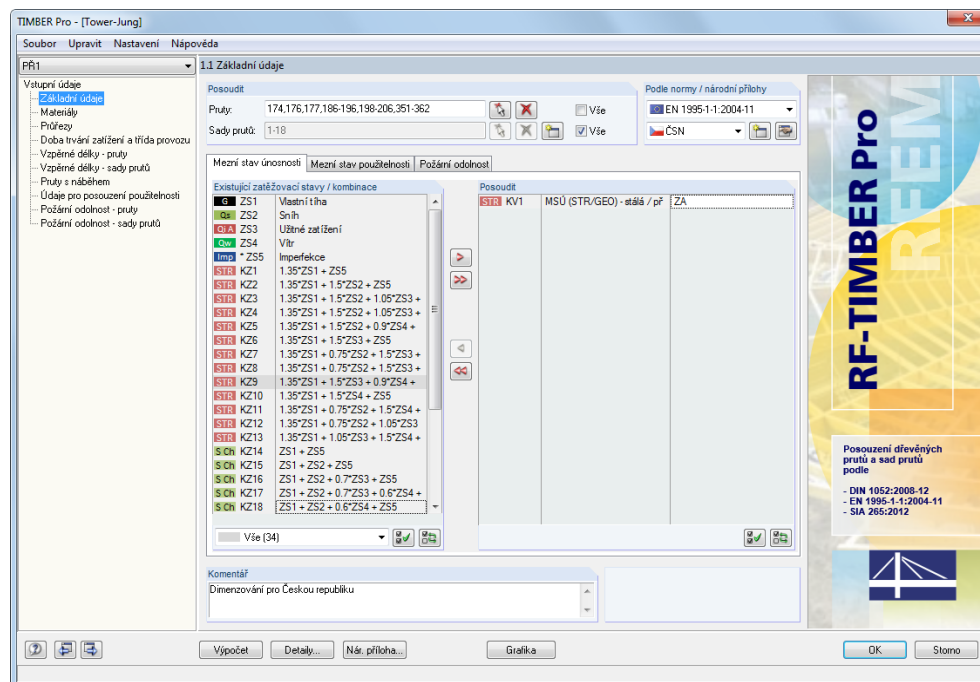 TIMBER Pro - [Tower-Jung]
Soubor Upravit Nastavení Nápověda
PŘ1
Vstupní údaje
Základní údaje
Materiály
Průřezy
Doba trvání zatížení a třída provozu
Vzpěrné délky - pruty
Vzpěrné délky - sady prutů
Pruty s náběhem
Údaje pro posouzení použitelnosti
Požární odolnost - pruty
Požární odolnost - sady prutů
1.1 Základní údaje
Posoudit
Pruty: 174,176,177,186-196,198-206,351-362 Vše
Sady prutů: 1-18 Vše
Podle normy / národní přílohy
EN 1995-1-1:2004-11
ČSN
Mezní stav únosnosti Mezní stav použitelnosti Požární odolnost
Existující zatěžovací stavy / kombinace
G ZS1 Vlastní tíha
Qs ZS2 Sníh
Qi A ZS3 Užitné zatížení
Qw ZS4 Vítr
Imp * ZS5 Imperfekce
STR KZ1 1.35*ZS1 + ZS5
STR KZ2 1.35*ZS1 + 1.5*ZS2 + ZS5
STR KZ3 1.35*ZS1 + 1.5*ZS2 + 1.05*ZS3 +
STR KZ4 1.35*ZS1 + 1.5*ZS2 + 1.05*ZS3 +
STR KZ5 1.35*ZS1 + 1.5*ZS2 + 0.9*ZS4 +
STR KZ6 1.35*ZS1 + 1.5*ZS3 + ZS5
STR KZ7 1.35*ZS1 + 0.75*ZS2 + 1.5*ZS3 +
STR KZ8 1.35*ZS1 + 0.75*ZS2 + 1.5*ZS3 +
STR KZ9 1.35*ZS1 + 1.5*ZS3 + 0.9*ZS4 +
STR KZ10 1.35*ZS1 + 1.5*ZS4 + ZS5
STR KZ11 1.35*ZS1 + 0.75*ZS2 + 1.5*ZS4 +
STR KZ12 1.35*ZS1 + 0.75*ZS2 + 1.05*ZS3
STR KZ13 1.35*ZS1 + 1.05*ZS3 + 1.5*ZS4 +
S Ch KZ14 ZS1 + ZS5
S Ch KZ15 ZS1 + ZS2 + ZS5
S Ch KZ16 ZS1 + ZS2 + 0.7*ZS3 + ZS5
S Ch KZ17 ZS1 + ZS2 + 0.7*ZS3 + 0.6*ZS4 +
S Ch KZ18 ZS1 + ZS2 + 0.6*ZS4 + ZS5
Vše (34)
Posoudit
STR KV1 MSÚ (STR/GEO) - stálá / př ZA
Komentář
Dimenzování pro Českou republiku
RFEM
RF-TIMBER Pro
Posouzení dřevěných
prutů a sad prutů
podle
- DIN 1052:2008-12
- EN 1995-1-1:2004-11
- SIA 265:2012
Výpočet Detaily... Nár. příloha... Grafika OK Storno